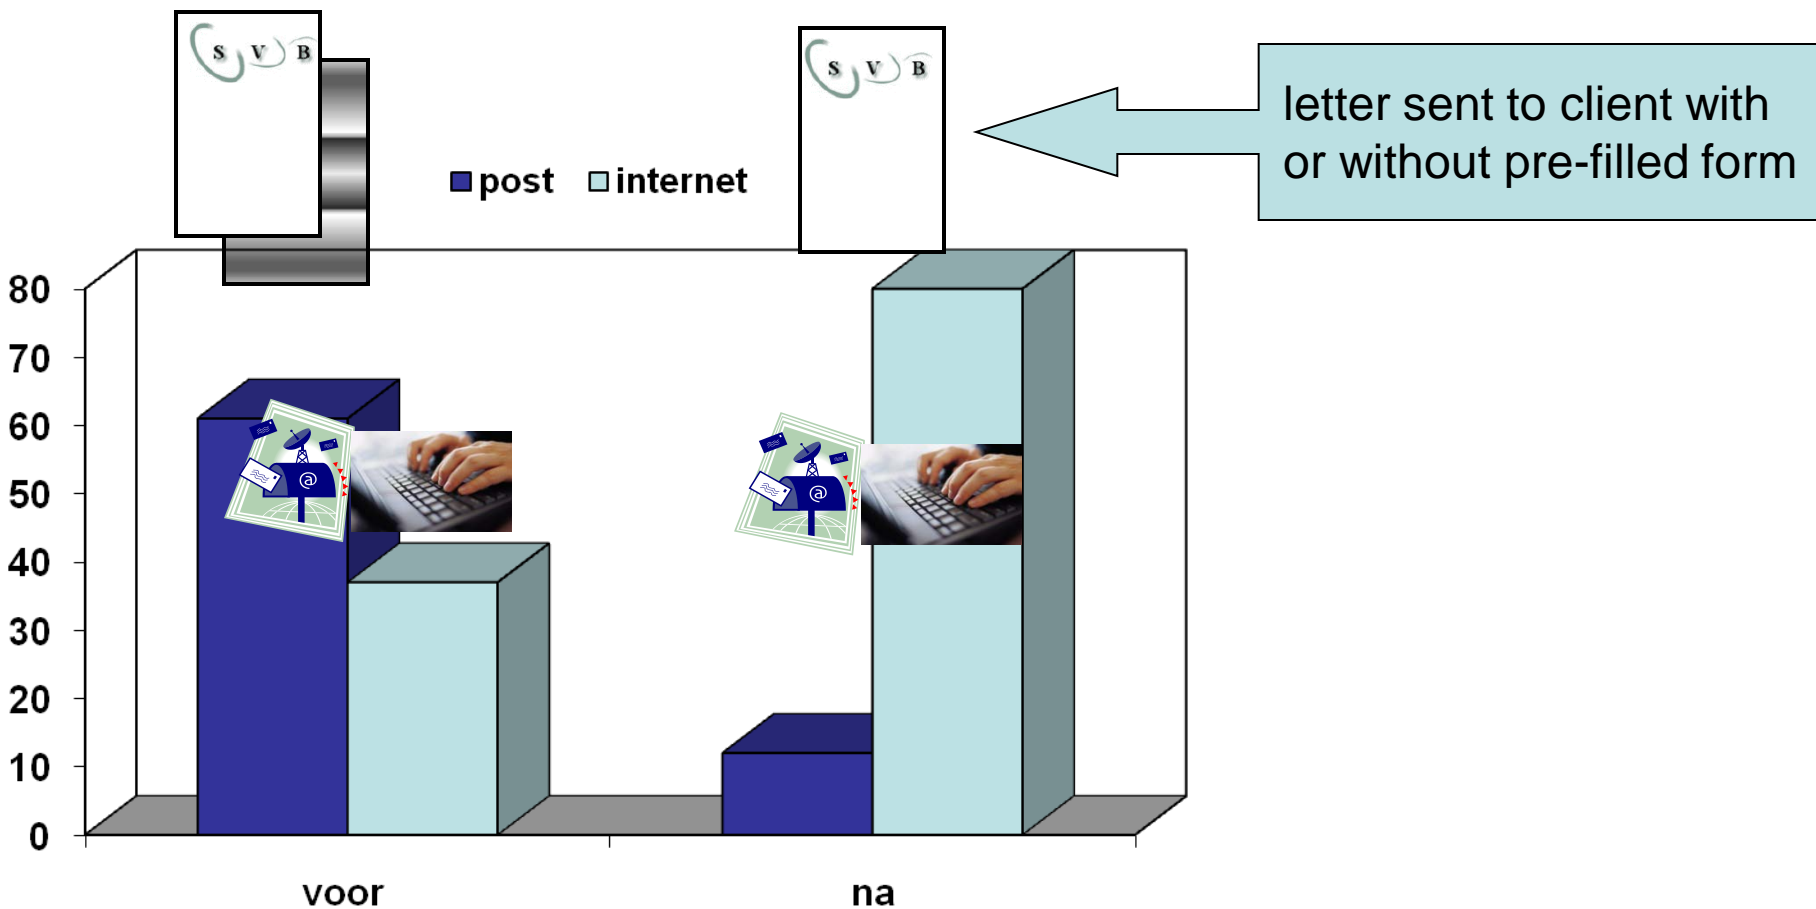 S V B
S V B
letter sent to client with
or without pre-filled form
post internet
80
70
60
50
40
30
20
10
0
voor na
@
@